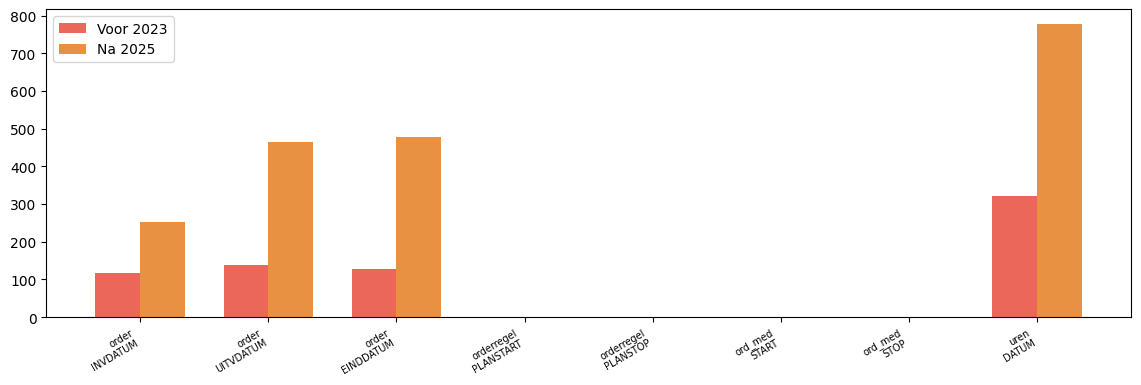 Voor 2023
Na 2025
800
700
600
500
400
300
200
100
0
order
INVDATUM
order
UITVDATUM
order
EINDDATUM
orderregel
PLANSTART
orderregel
PLANSTOP
ord_med
START
ord_med
STOP
uren
DATUM